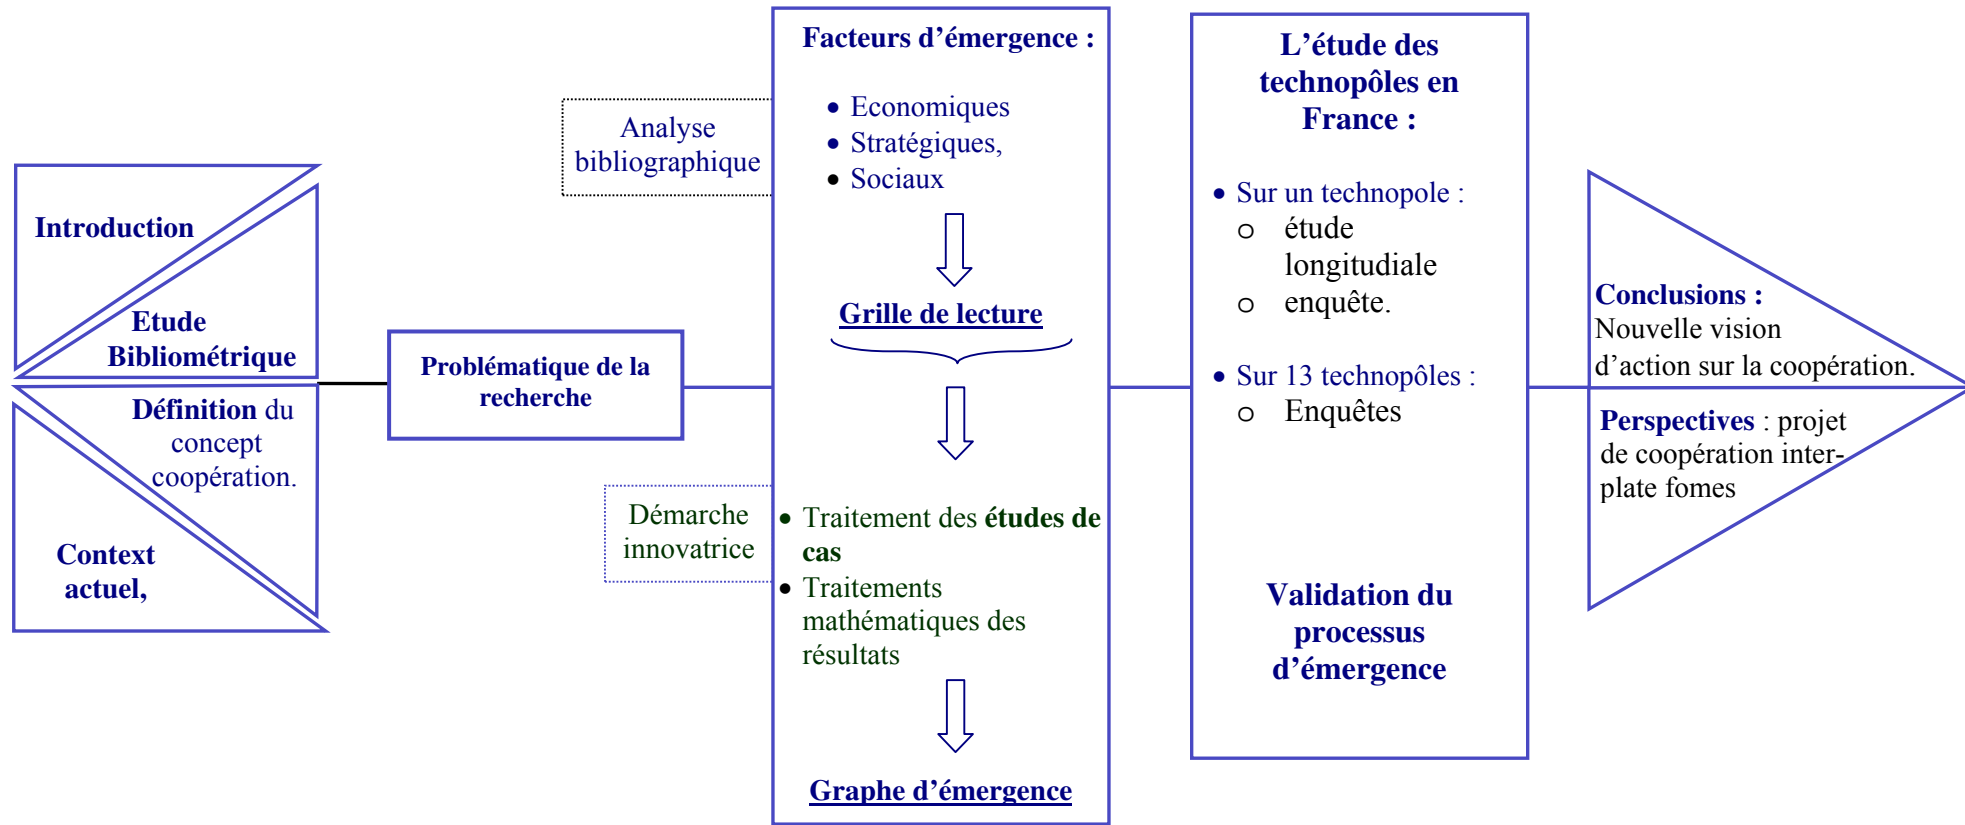 Introduction
Etude
Bibliométrique
Définition du
concept
coopération.
Context
actuel,
Problématique de la
recherche
Analyse
bibliographique
Démarche
innovatrice
Facteurs d’émergence :
• Economiques
• Stratégiques,
• Sociaux
Grille de lecture
• Traitement des études de
cas
• Traitements
mathématiques des
résultats
Graphe d’émergence
L’étude des
technopôles en
France :
• Sur un technopole :
o étude
longitudiale
o enquête.
• Sur 13 technopôles :
o Enquêtes
Validation du
processus
d’émergence
Conclusions :
Nouvelle vision
d’action sur la coopération.
Perspectives : projet
de coopération inter-
plate fomes